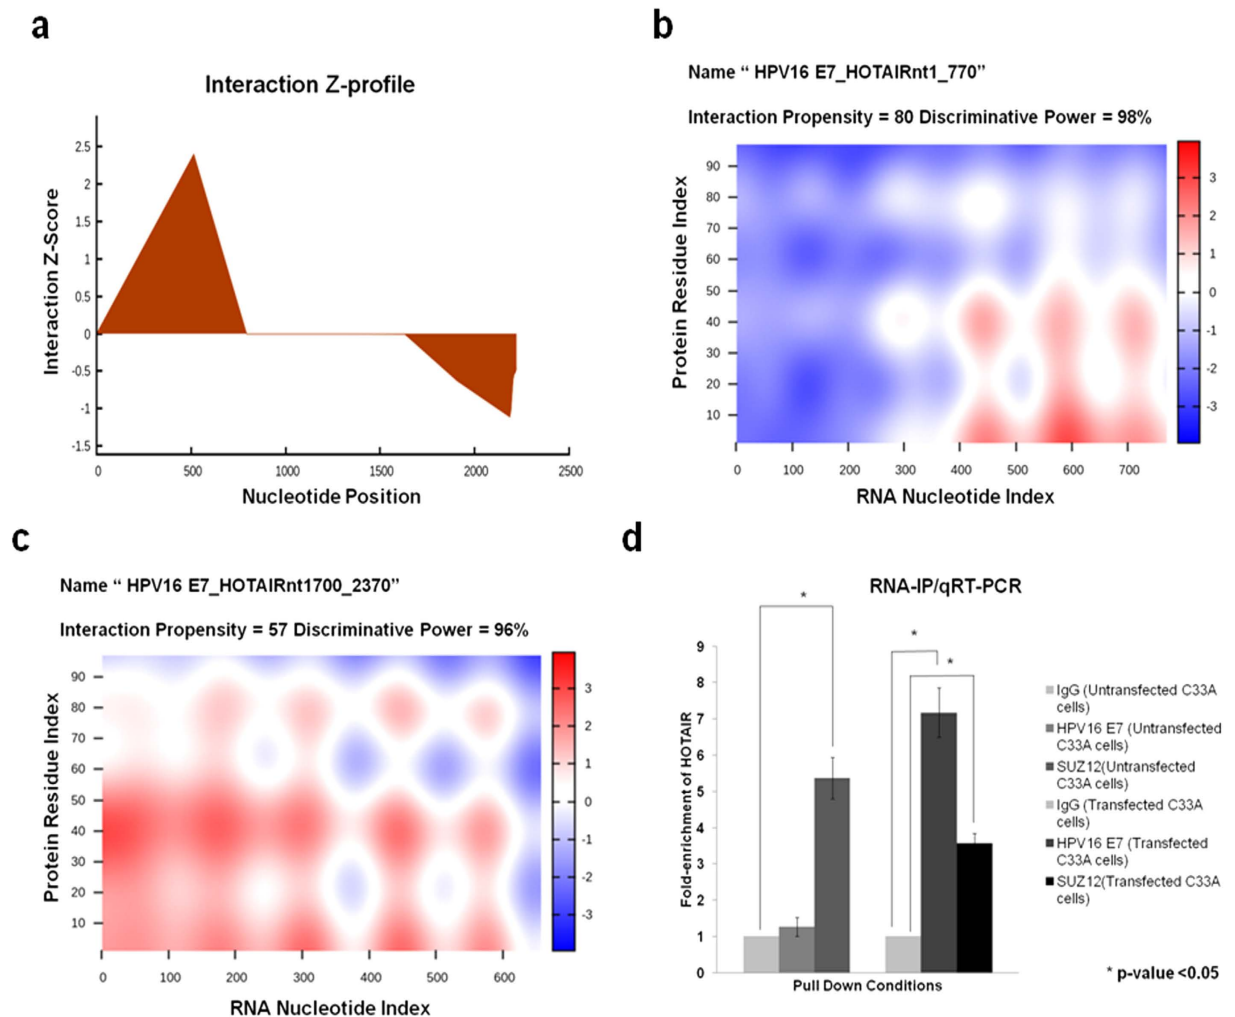 a
Interaction Z-profile
Interaction Z-Score
2.5
2
1.5
1
0.5
0
-0.5
-1
-1.5
0 500 1000 1500 2000 2500
Nucleotide Position
b
Name “ HPV16 E7_HOTAIRnt1_770”
Interaction Propensity = 80 Discriminative Power = 98%
Protein Residue Index
90
80
70
60
50
40
30
20
10
0 100 200 300 400 500 600 700
RNA Nucleotide Index
3
2
1
0
-1
-2
-3
c
Name “ HPV16 E7_HOTAIRnt1700_2370”
Interaction Propensity = 57 Discriminative Power = 96%
Protein Residue Index
90
80
70
60
50
40
30
20
10
0 100 200 300 400 500 600
RNA Nucleotide Index
3
2
1
0
-1
-2
-3
d
RNA-IP/qRT-PCR
Fold-enrichment of HOTAIR
9
8
7
6
5
4
3
2
1
0
*
*
*
Pull Down Conditions
IgG (Untransfected C33A
cells)
HPV16 E7 (Untransfected
C33A cells)
SUZ12(Untransfected
C33A cells)
IgG (Transfected C33A
cells)
HPV16 E7 (Transfected
C33A cells)
SUZ12(Transfected C33A
cells)
* p-value <0.05